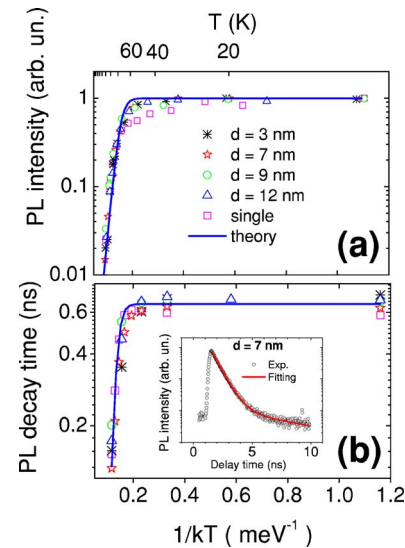 T (K)
60 40 20
PL intensity (arb. un.)
1
0.1
0.01
d = 3 nm
d = 7 nm
d = 9 nm
d = 12 nm
single
theory
(a)
PL decay time (ns)
0.6
0.4
0.2
PL intensity (arb. un.)
d = 7 nm
Exp.
Fitting
0 5 10
Delay time (ns)
(b)
0.2 0.4 0.6 0.8 1.0 1.2
1/kT ( meV⁻¹)